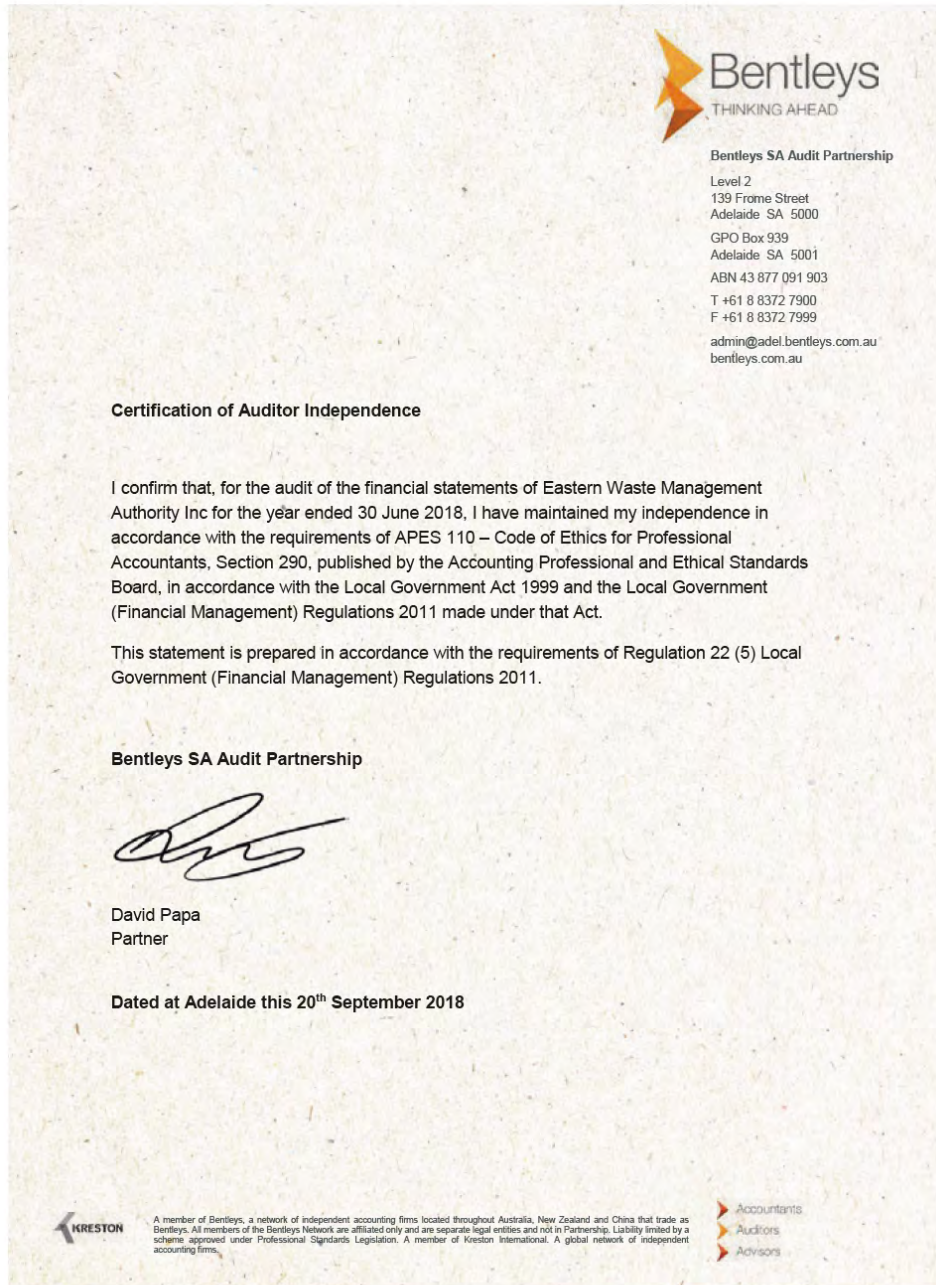 Bentleys
THINKING AHEAD
Bentleys SA Audit Partnership
Level 2
139 Frome Street
Adelaide SA 5000
GPO Box 939
Adelaide SA 5001
ABN 43 877 091 903
T +61 8 8372 7900
F +61 8 8372 7999
admin@adel.bentleys.com.au
bentleys.com.au
Certification of Auditor Independence
I confirm that, for the audit of the financial statements of Eastern Waste Management
Authority Inc for the year ended 30 June 2018, I have maintained my independence in
accordance with the requirements of APES 110 – Code of Ethics for Professional
Accountants, Section 290, published by the Accounting Professional and Ethical Standards
Board, in accordance with the Local Government Act 1999 and the Local Government
(Financial Management) Regulations 2011 made under that Act.
This statement is prepared in accordance with the requirements of Regulation 22 (5) Local
Government (Financial Management) Regulations 2011.
Bentleys SA Audit Partnership
David Papa
Partner
Dated at Adelaide this 20th September 2018
KRESTON
A member of Bentleys, a network of independent accounting firms located throughout Australia, New Zealand and China that trade as
Bentleys. All members of the Bentleys Network are affiliated only and are separate legal entities and not in Partnership. Liability limited by a
scheme approved under Professional Standards Legislation. A member of Kreston International. A global network of independent
accounting firms.
Accountants
Auditors
Advisors